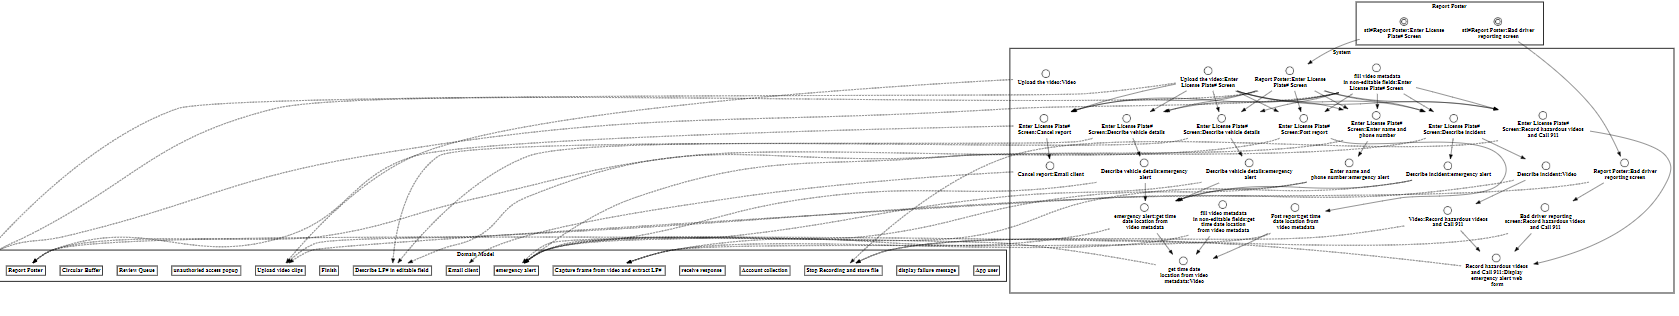 Report Poster
stl#Report Poster:Enter License
Plate# Screen
stl#Report Poster:Bad driver
reporting screen
System
Upload the video:Video
Upload the video:Enter
License Plate# Screen
Report Poster:Enter License
Plate# Screen
fill video metadata
in non-editable fields:Enter
License Plate# Screen
Enter License Plate#
Screen:Cancel report
Enter License Plate#
Screen:Describe vehicle details
Enter License Plate#
Screen:Describe vehicle details
Enter License Plate#
Screen:Post report
Enter License Plate#
Screen:Enter name and
phone number
Enter License Plate#
Screen:Describe incident
Enter License Plate#
Screen:Record hazardous videos
and Call 911
Cancel report:Email client
Describe vehicle details:emergency
alert
Describe vehicle details:emergency
alert
Enter name and
phone number:emergency alert
Describe incident:emergency alert
Describe incident:Video
Report Poster:Bad driver
reporting screen
emergency alert:get time
date location from
video metadata
fill video metadata
in non-editable fields:get
time date location
from video metadata
Post report:get time
date location from
video metadata
Video:Record hazardous videos
and Call 911
Bad driver reporting
screen:Record hazardous videos
and Call 911
get time date
location from video
metadata:Video
Record hazardous videos
and Call 911:Display
emergency alert web
form
Domain Model
Report Poster
Circular Buffer
Review Queue
unauthorized access popup
Upload video clips
Finish
Describe LP# in editable field
Email client
emergency alert
Capture frame from video and extract LP#
receive response
Account collection
Stop Recording and store file
display failure message
App user